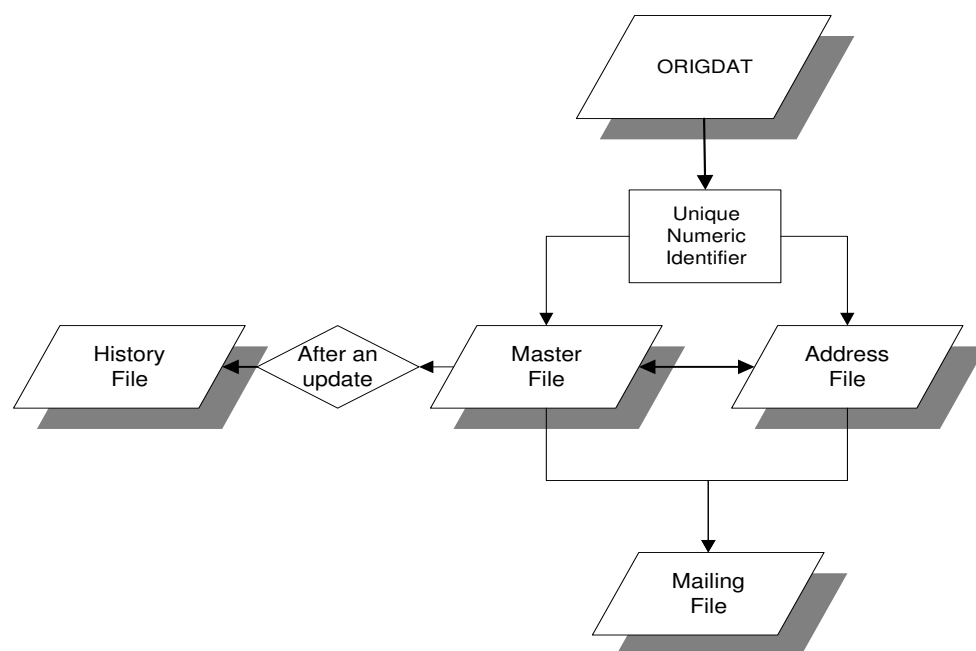 ORIGDAT
Unique
Numeric
Identifier
History
File
After an
update
Master
File
Address
File
Mailing
File